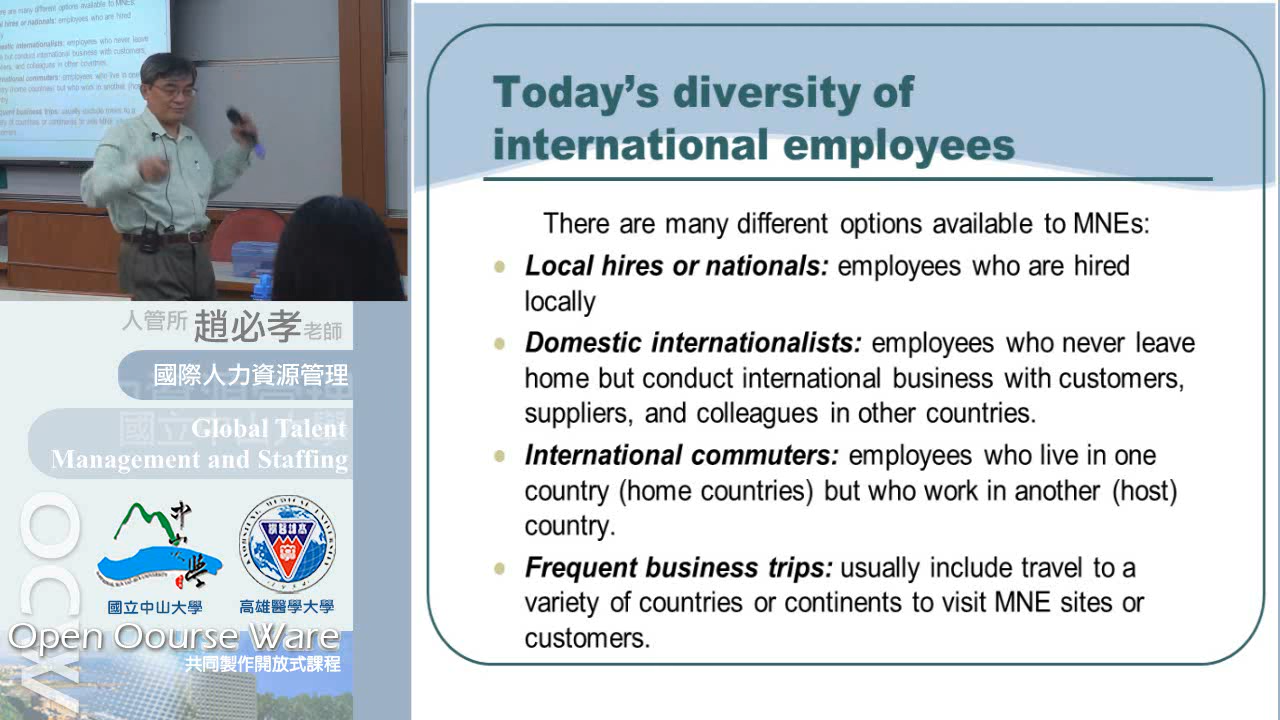 Today's diversity of
international employees
There are many different options available to MNEs:
Local hires or nationals: employees who are hired
locally
Domestic internationalists: employees who never leave
home but conduct international business with customers,
suppliers, and colleagues in other countries.
International commuters: employees who live in one
country (home countries) but who work in another (host)
country.
Frequent business trips: usually include travel to a
variety of countries or continents to visit MNE sites or
customers.
人管所 趙必孝老師
國際人力資源管理
Global Talent
Management and Staffing
國立中山大學
高雄醫學大學
OCW
Open Oourse Ware
共同製作開放式課程